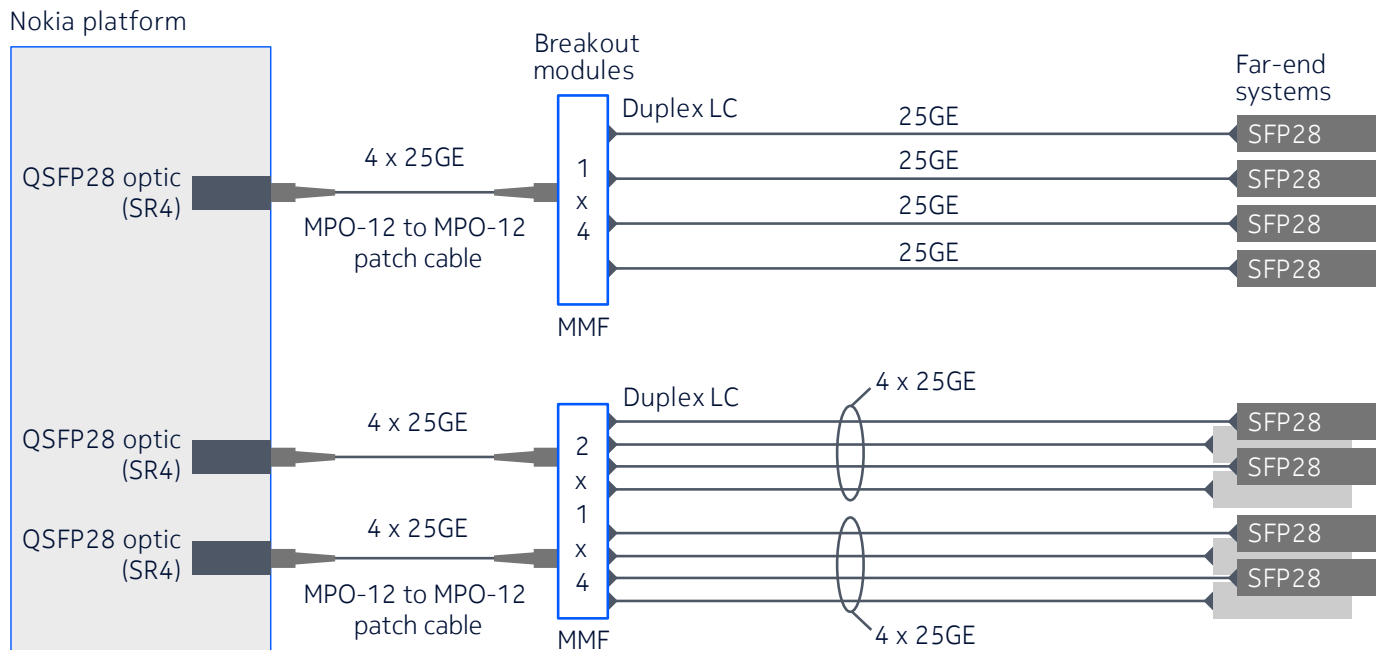 Nokia platform
Breakout
modules
Far-end
systems
Duplex LC
25GE
SFP28
QSFP28 optic
(SR4)
4 x 25GE
MPO-12 to MPO-12
patch cable
1
x
4
25GE
SFP28
25GE
SFP28
25GE
SFP28
MMF
Duplex LC
4 x 25GE
QSFP28 optic
(SR4)
4 x 25GE
2
x
1
x
4
SFP28
SFP28
QSFP28 optic
(SR4)
4 x 25GE
MPO-12 to MPO-12
patch cable
SFP28
SFP28
4 x 25GE
MMF